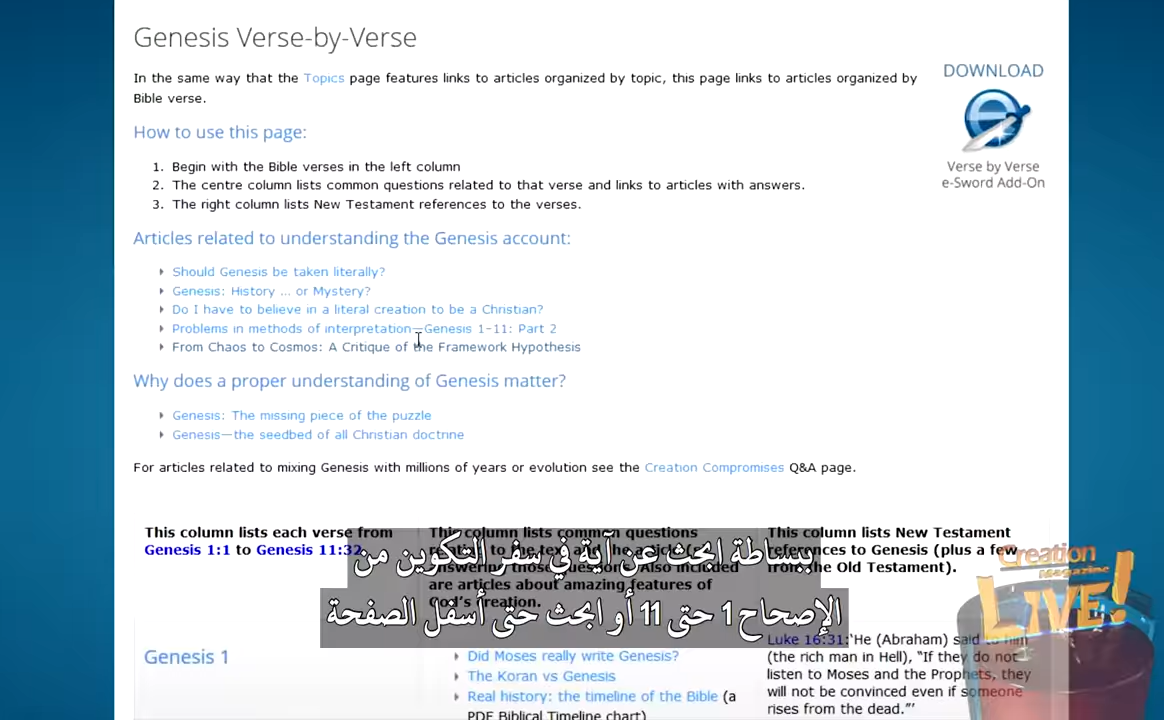 Genesis Verse-by-Verse
In the same way that the Topics page features links to articles organized by topic, this page links to articles organized by
Bible verse.
DOWNLOAD
Verse by Verse
e-Sword Add-On
How to use this page:
1. Begin with the Bible verses in the left column
2. The centre column lists common questions related to that verse and links to articles with answers.
3. The right column lists New Testament references to the verses.
Articles related to understanding the Genesis account:
Should Genesis be taken literally?
Genesis: History ... or Mystery?
Do I have to believe in a literal creation to be a Christian?
Problems in methods of interpretation—Genesis 1–11: Part 2
From Chaos to Cosmos: A Critique of the Framework Hypothesis
Why does a proper understanding of Genesis matter?
Genesis: The missing piece of the puzzle
Genesis—the seedbed of all Christian doctrine
For articles related to mixing Genesis with millions of years or evolution see the Creation Compromises Q&A page.
This column lists each verse from
Genesis 1:1 to Genesis 11:32.
This column lists common questions
are articles about amazing features of
God's creation.
This column lists New Testament
references to Genesis (plus a few
from the Old Testament).
ببساطة ابحث عن آية في سفر التكوين من
الإصحاح 1 حتى 11 أو ابحث حتى أسفل الصفحة
Creation
Magazine
LIVE!
Genesis 1
Did Moses really write Genesis?
The Koran vs Genesis
Real history: the timeline of the Bible (a
PDF Biblical Timeline chart)
Luke 16:31:'He (Abraham) said to him
(the rich man in Hell), "If they do not
listen to Moses and the Prophets, they
will not be convinced even if someone
rises from the dead."'